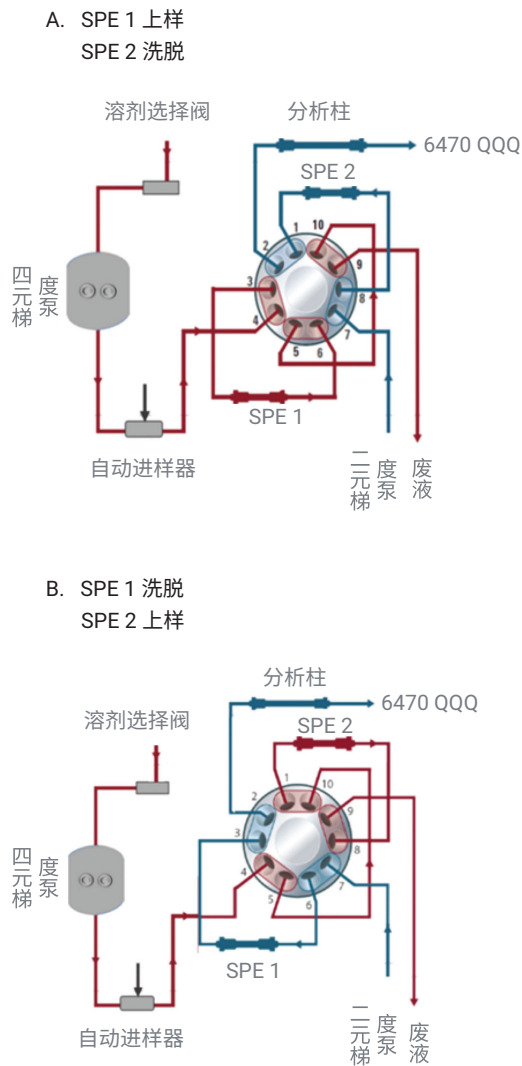 A. SPE 1 上样
SPE 2 洗脱
溶剂选择阀
分析柱
6470 QQQ
SPE 2
1
10
2
9
3
8
4
7
5
6
四元梯度泵
SPE 1
自动进样器
二元梯度泵
废液
B. SPE 1 洗脱
SPE 2 上样
分析柱
6470 QQQ
溶剂选择阀
SPE 2
1
10
2
9
3
8
4
7
5
6
四元梯度泵
SPE 1
自动进样器
二元梯度泵
废液